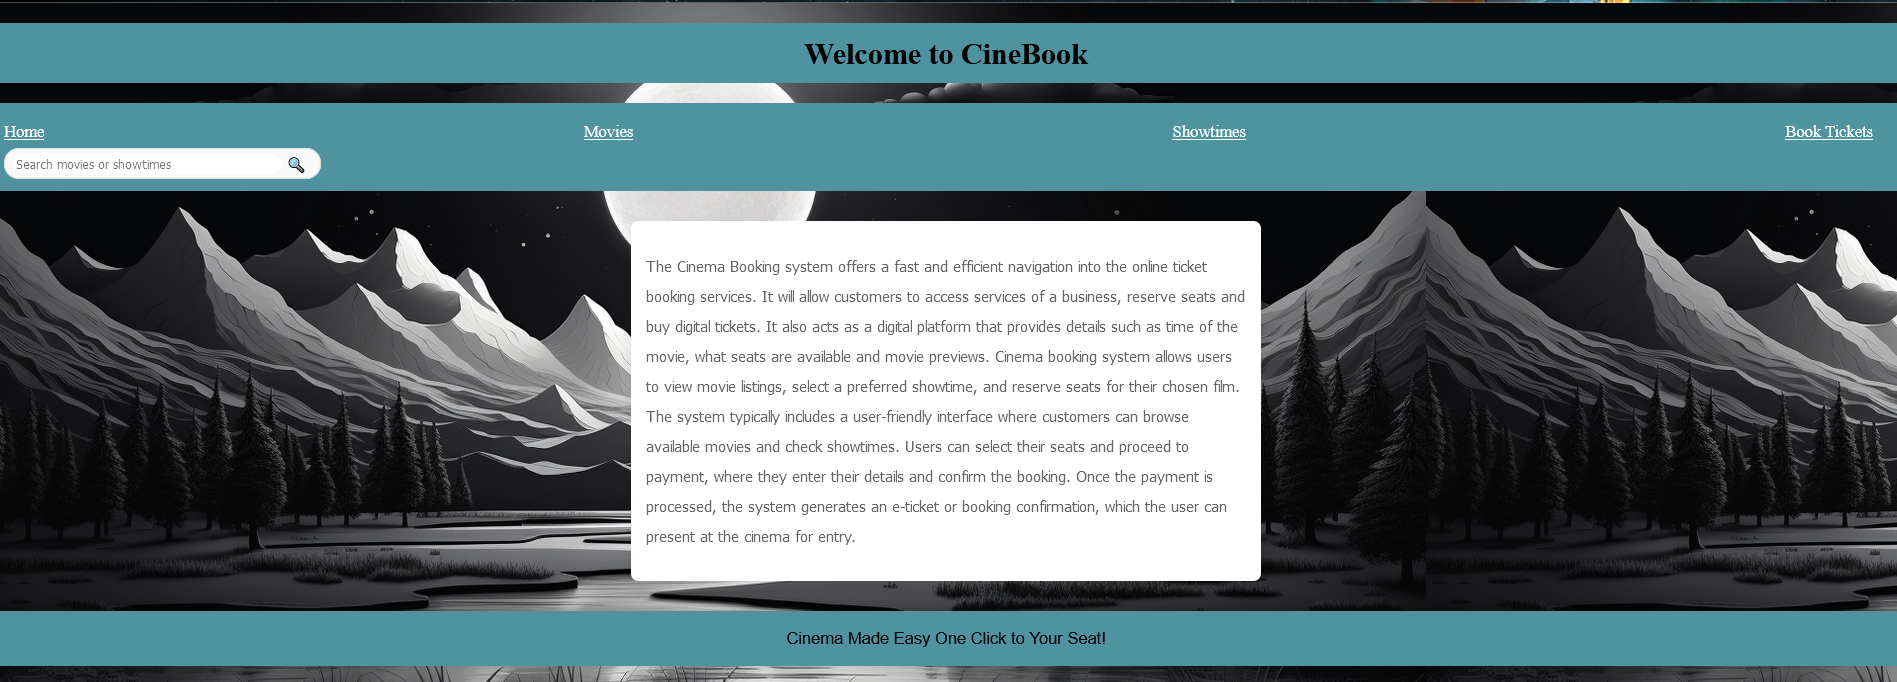 Welcome to CineBook
Home Movies Showtimes Book Tickets
Search movies or showtimes
The Cinema Booking system offers a fast and efficient navigation into the online ticket
booking services. It will allow customers to access services of a business, reserve seats and
buy digital tickets. It also acts as a digital platform that provides details such as time of the
movie, what seats are available and movie previews. Cinema booking system allows users
to view movie listings, select a preferred showtime, and reserve seats for their chosen film.
The system typically includes a user-friendly interface where customers can browse
available movies and check showtimes. Users can select their seats and proceed to
payment, where they enter their details and confirm the booking. Once the payment is
processed, the system generates an e-ticket or booking confirmation, which the user can
present at the cinema for entry.
Cinema Made Easy One Click to Your Seat!